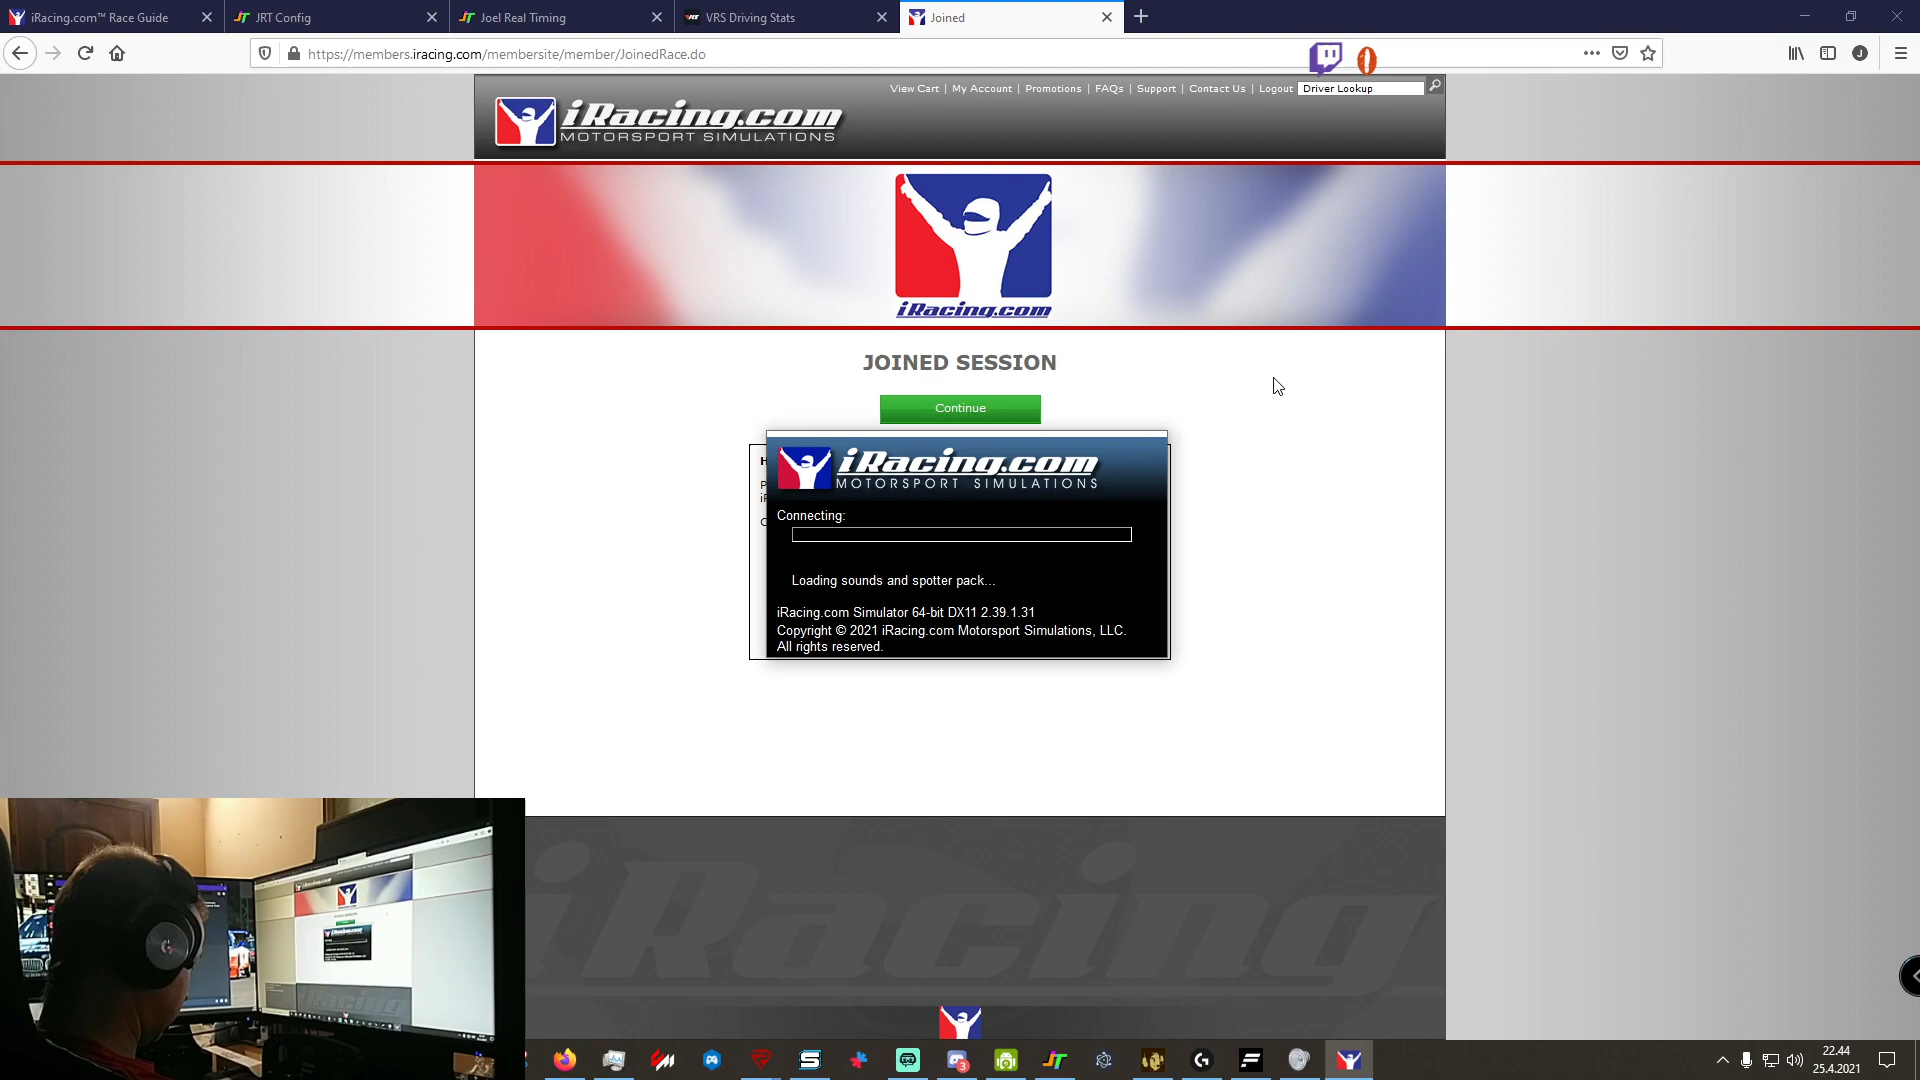 iRacing.com™ Race Guide
JRT Config
Joel Real Timing
VRS Driving Stats
Joined
https://members.iracing.com/membersite/member/JoinedRace.do
View Cart | My Account | Promotions | FAQs | Support | Contact Us | Logout
Driver Lookup
iRacing.com
MOTORSPORT SIMULATIONS
iRacing.com
JOINED SESSION
Continue
iRacing.com
MOTORSPORT SIMULATIONS
Connecting:
Loading sounds and spotter pack...
iRacing.com Simulator 64-bit DX11 2.39.1.31
Copyright © 2021 iRacing.com Motorsport Simulations, LLC.
All rights reserved.
iRacing
3
22.44
25.4.2021